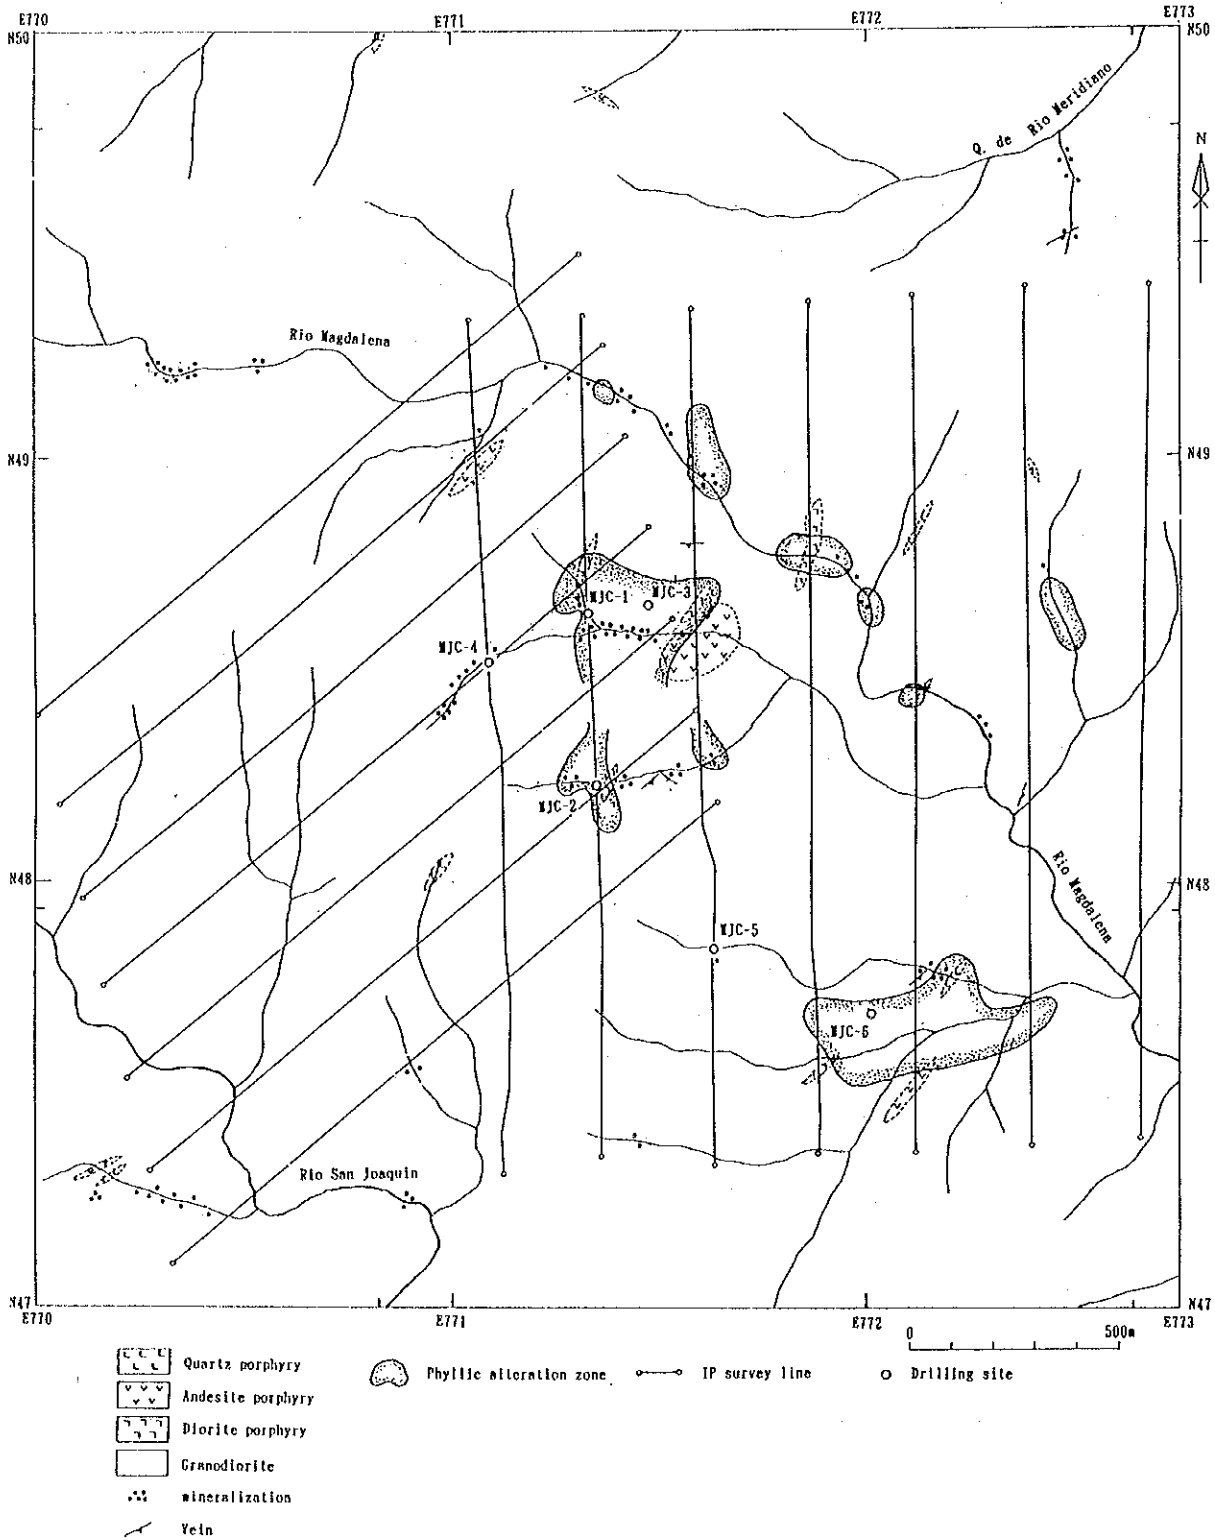 E770 E771 E772 E773
N50 N50
Q. de Rio Meridiano
N
Rio Magdalena
N49 N49
MJC-1 MJC-3
MJC-4
MJC-2
N48 N48
Rio Magdalena
MJC-5
MJC-6
Rio San Joaquin
N47 N47
E770 E771 E772 E773
0 500m
Quartz porphyry
Phyllic alteration zone IP survey line Drilling site
Andesite porphyry
Diorite porphyry
Granodiorite
mineralization
Vein